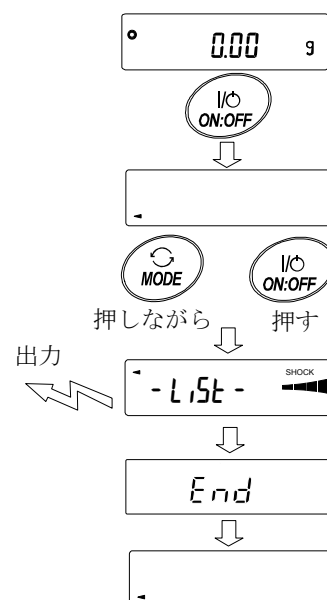 0.00 g
I/⏻
ON:OFF
MODE
I/⏻
ON:OFF
押しながら
押す
出力
SHOCK
- LiSt -
End